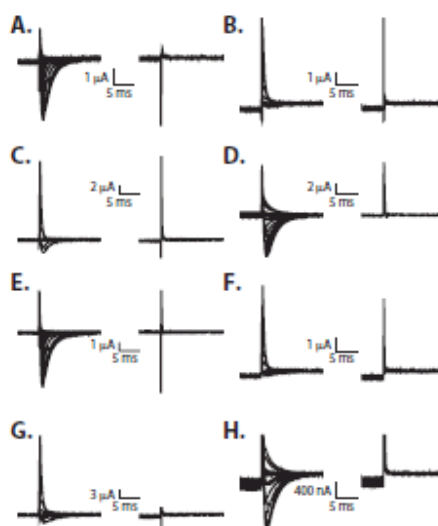 A.
1 μA
5 ms
B.
1 μA
5 ms
C.
2 μA
5 ms
D.
2 μA
5 ms
E.
1 μA
5 ms
F.
1 μA
5 ms
G.
3 μA
5 ms
H.
400 nA
5 ms